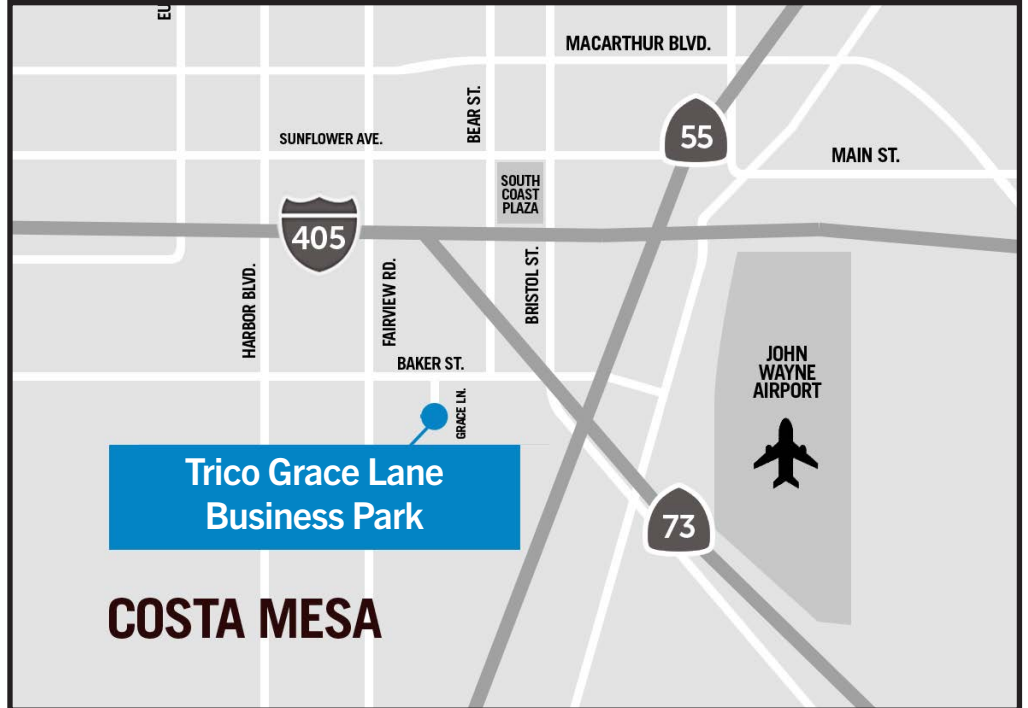 EU
MACARTHUR BLVD.
BEAR ST.
SUNFLOWER AVE.
55
MAIN ST.
SOUTH
COAST
PLAZA
405
HARBOR BLVD.
FAIRVIEW RD.
BRISTOL ST.
BAKER ST.
GRACE LN.
JOHN
WAYNE
AIRPORT
Trico Grace Lane
Business Park
73
COSTA MESA